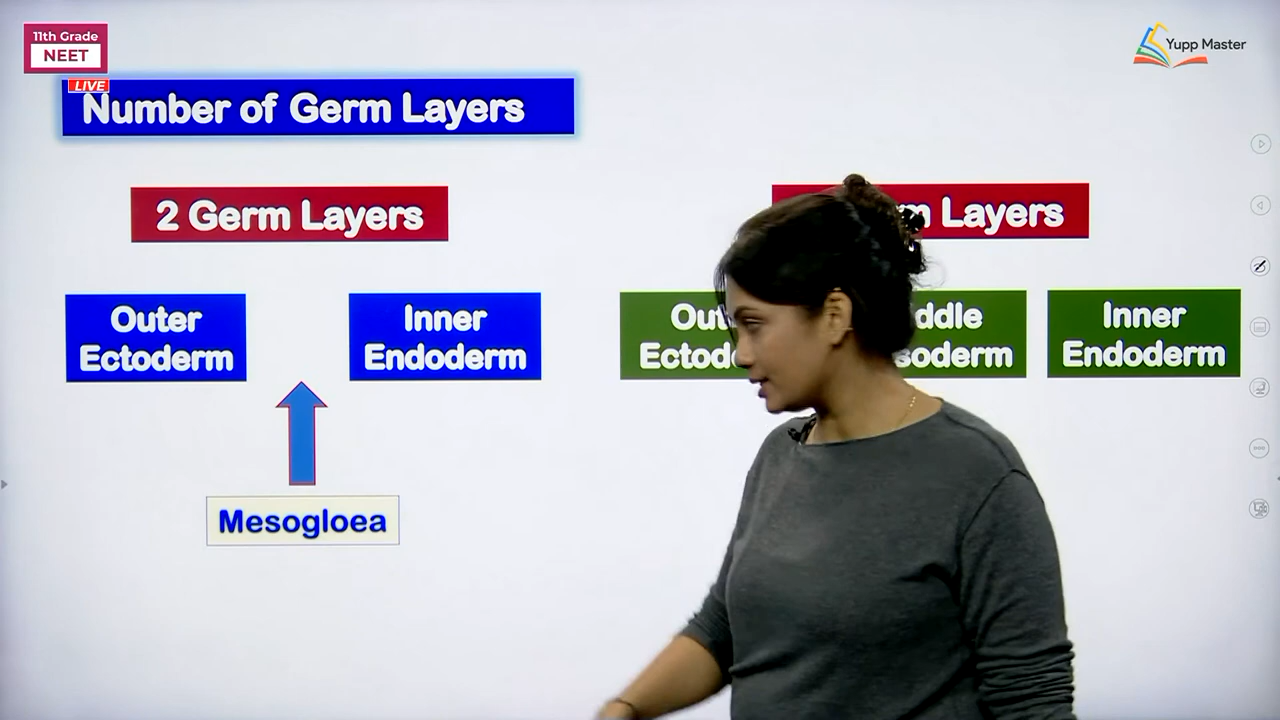 11th Grade
NEET
LIVE
Yupp Master
Number of Germ Layers
2 Germ Layers
Layers
Outer
Ectoderm
Inner
Endoderm
Inner
Endoderm
Mesogloea